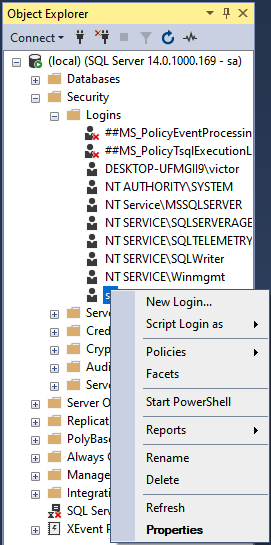 Object Explorer
Connect
(local) (SQL Server 14.0.1000.169 - sa)
Databases
Security
Logins
##MS_PolicyEventProcessin
##MS_PolicyTsqlExecutionL
DESKTOP-UFMGII9\victor
NT AUTHORITY\SYSTEM
NT Service\MSSQLSERVER
NT SERVICE\SQLSERVERAGE
NT SERVICE\SQLTELEMETRY
NT SERVICE\SQLWriter
NT SERVICE\Winmgmt
s
New Login...
Serve
Script Login as
Cred
Cryp
Policies
Audi
Facets
Serve
Server O
Start PowerShell
Replicat
PolyBas
Reports
Always O
Rename
Manage
Delete
Integrati
SQL Serv
Refresh
XEvent P
Properties